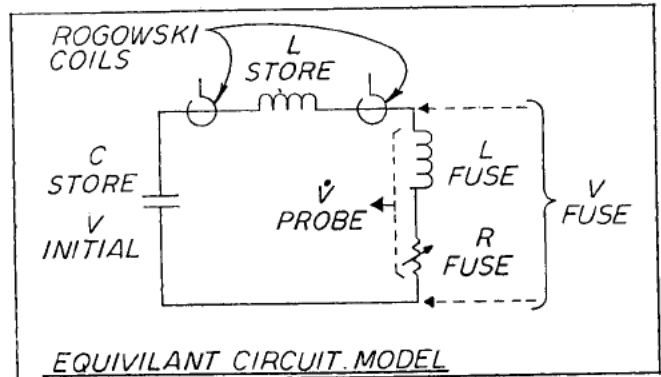 ROGOWSKI
COILS
L
STORE
C
STORE
V
INITIAL
V̇
PROBE
L
FUSE
R
FUSE
V
FUSE
EQUIVILANT CIRCUIT. MODEL